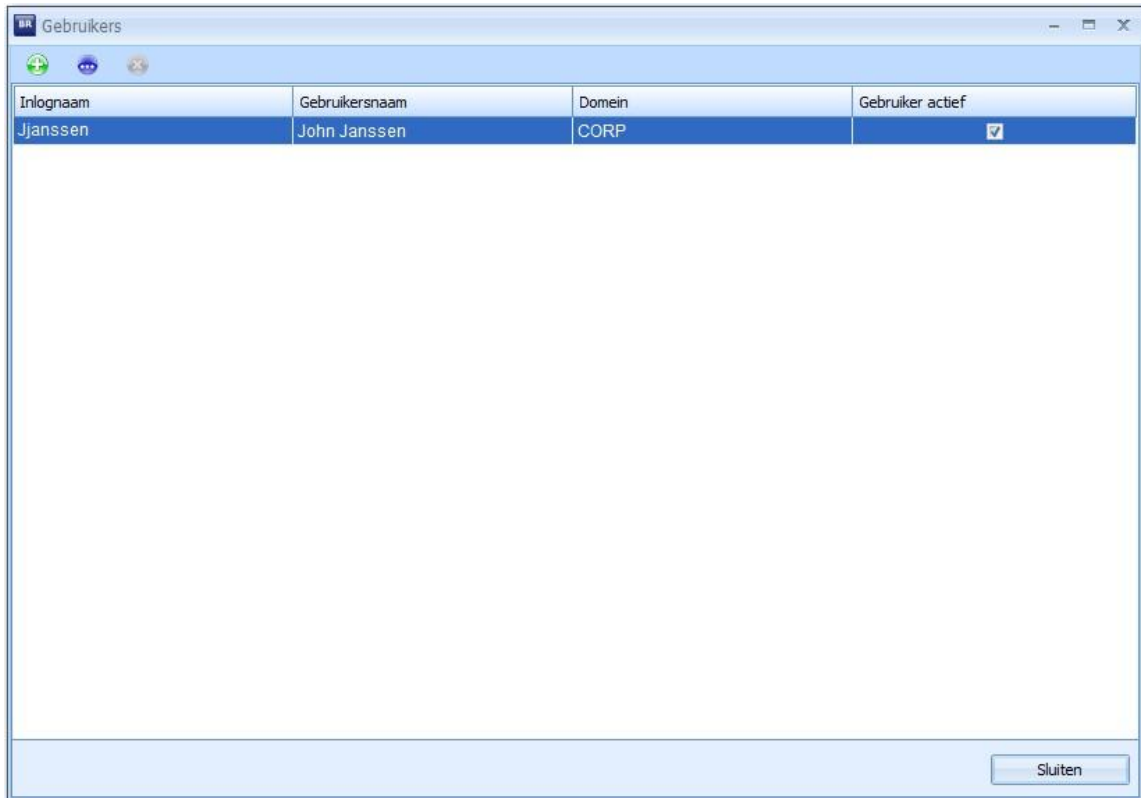 BR Gebruikers
Inlognaam Gebruikersnaam Domein Gebruiker actief
Jjanssen John Janssen CORP
Sluiten